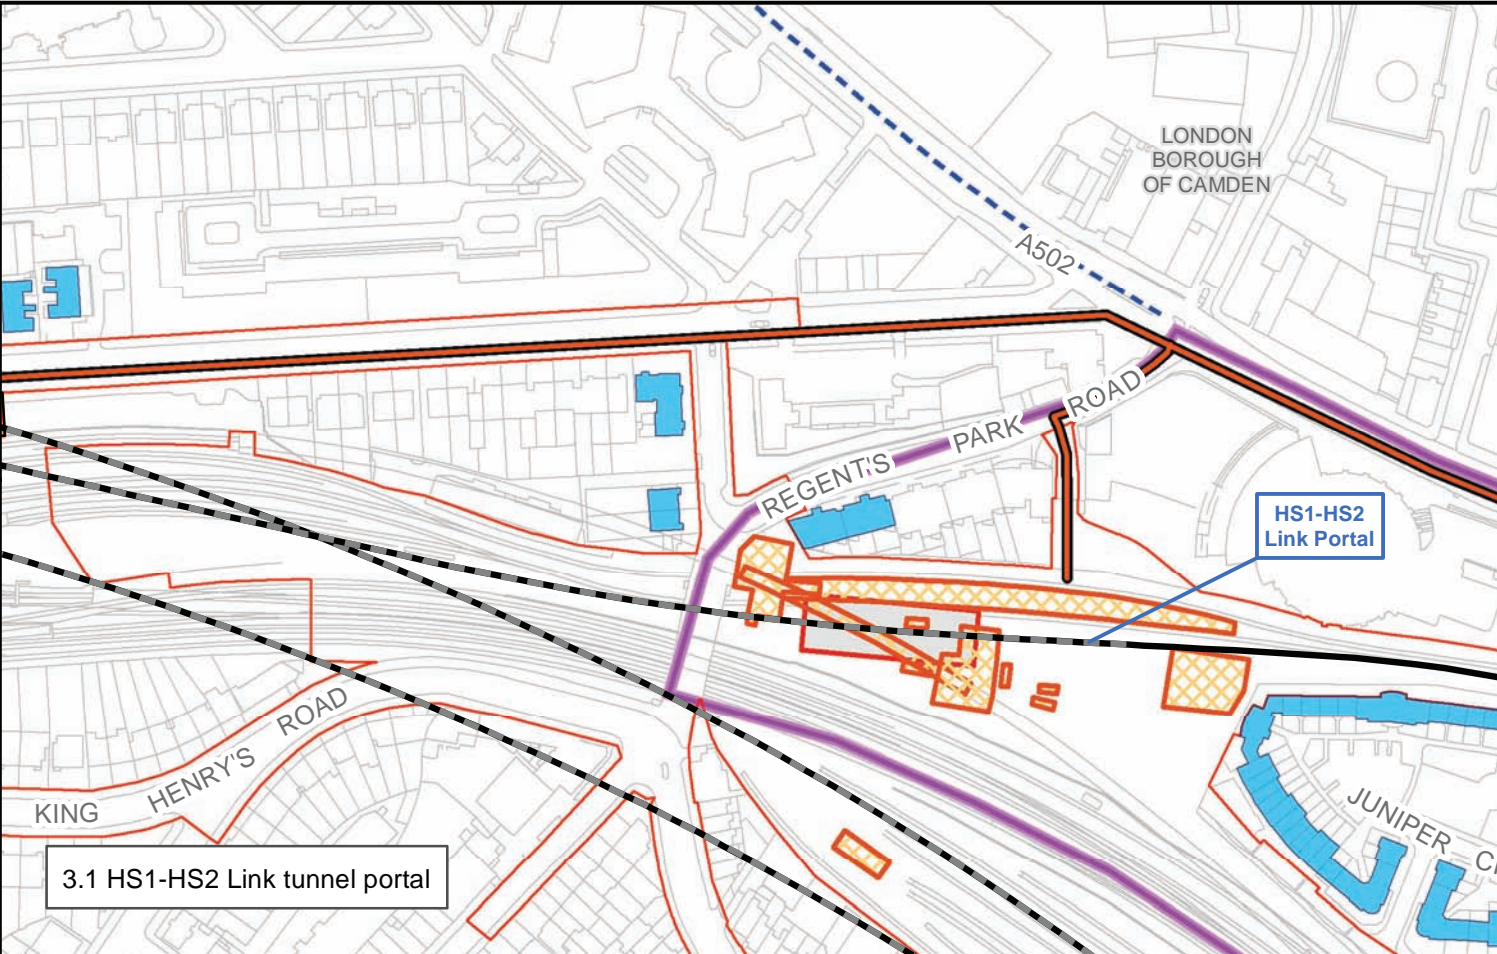 LONDON
BOROUGH
OF CAMDEN
A502
REGENT'S PARK ROAD
HS1-HS2
Link Portal
KING HENRY'S ROAD
JUNIPER
3.1 HS1-HS2 Link tunnel portal